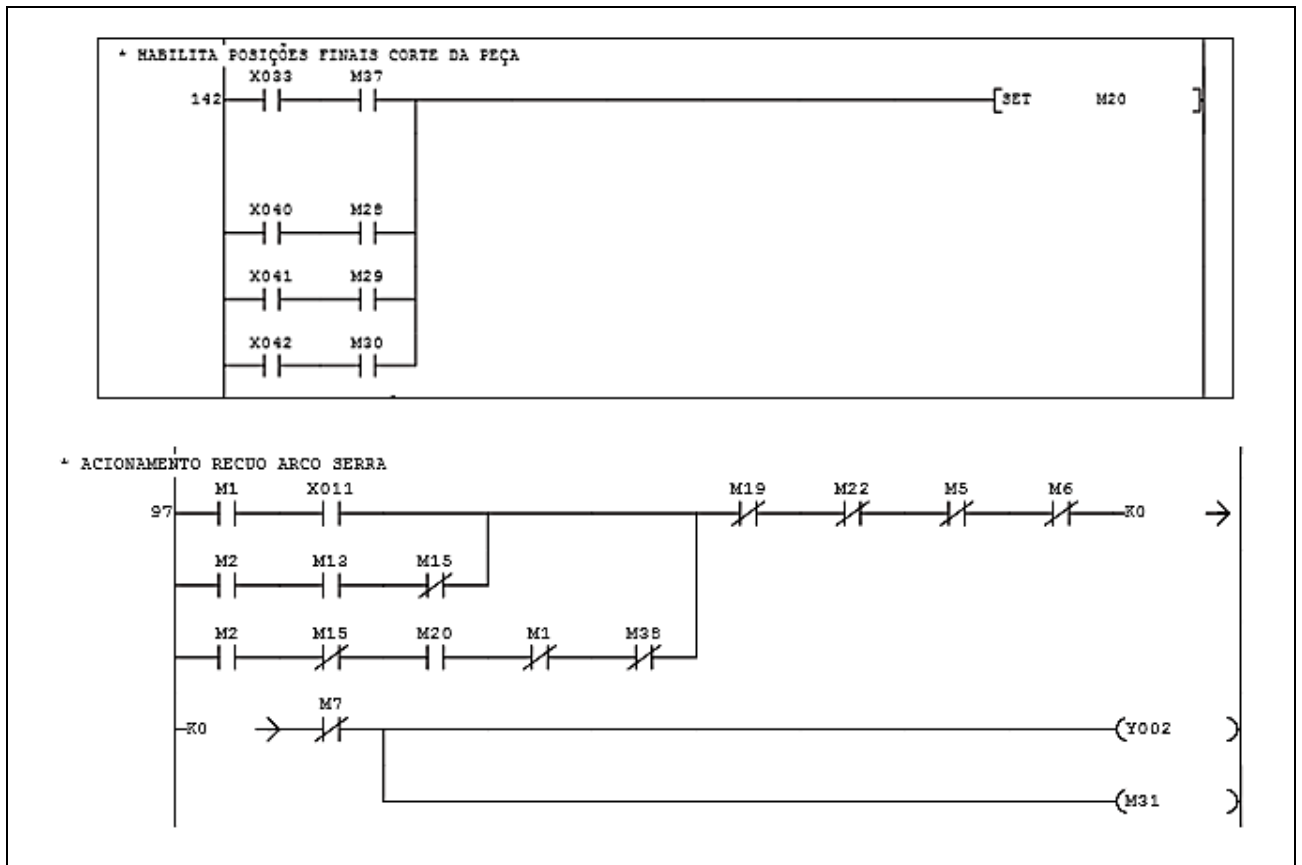 * HABILITA POSIÇÕES FINAIS CORTE DA PEÇA
X033 M37
142 [SET M20 ]
X040 M28
X041 M29
X042 M30
* ACIONAMENTO RECUO ARCO SERRA
M1 X011 M19 M22 M5 M6
97 K0
M2 M13 M15
M2 M15 M20 M1 M38
M7
K0 (Y002 )
(M31 )